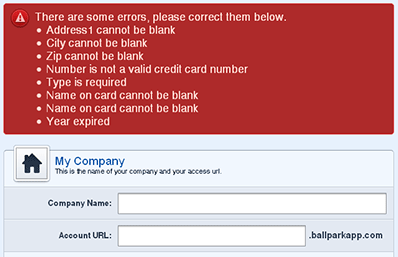 There are some errors, please correct them below.
Address1 cannot be blank
City cannot be blank
Zip cannot be blank
Number is not a valid credit card number
Type is required
Name on card cannot be blank
Name on card cannot be blank
Year expired
My Company
This is the name of your company and your access url.
Company Name:
Account URL: .ballparkapp.com